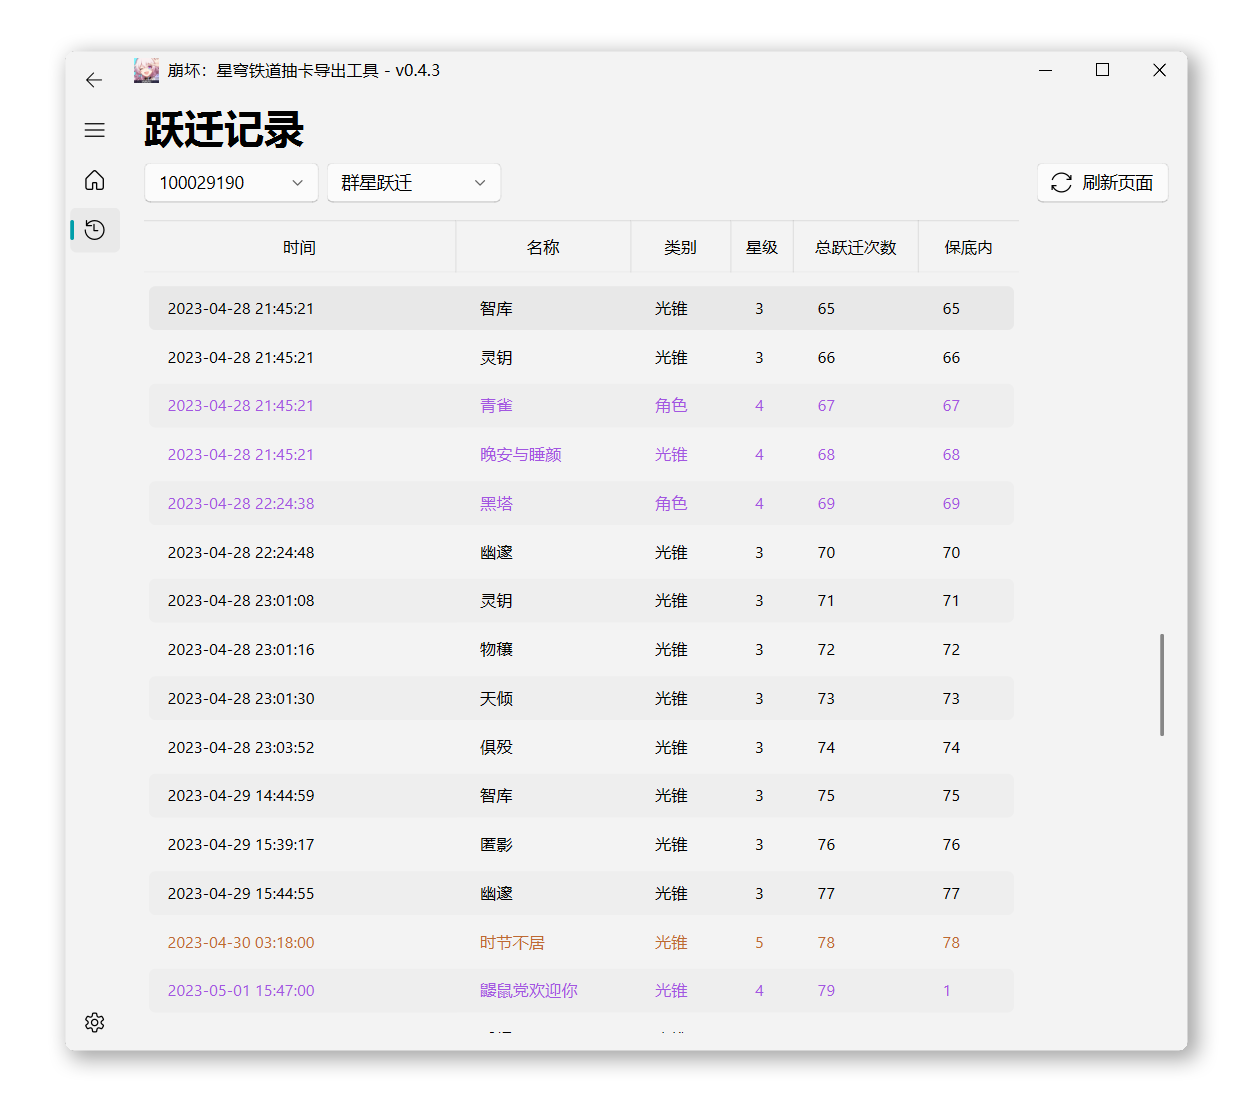 崩坏：星穹铁道抽卡导出工具 - v0.4.3
跃迁记录
100029190 群星跃迁 刷新页面
时间 名称 类别 星级 总跃迁次数 保底内
2023-04-28 21:45:21 智库 光锥 3 65 65
2023-04-28 21:45:21 灵钥 光锥 3 66 66
2023-04-28 21:45:21 青雀 角色 4 67 67
2023-04-28 21:45:21 晚安与睡颜 光锥 4 68 68
2023-04-28 22:24:38 黑塔 角色 4 69 69
2023-04-28 22:24:48 幽邃 光锥 3 70 70
2023-04-28 23:01:08 灵钥 光锥 3 71 71
2023-04-28 23:01:16 物穰 光锥 3 72 72
2023-04-28 23:01:30 天倾 光锥 3 73 73
2023-04-28 23:03:52 俱殁 光锥 3 74 74
2023-04-29 14:44:59 智库 光锥 3 75 75
2023-04-29 15:39:17 匿影 光锥 3 76 76
2023-04-29 15:44:55 幽邃 光锥 3 77 77
2023-04-30 03:18:00 时节不居 光锥 5 78 78
2023-05-01 15:47:00 鼹鼠党欢迎你 光锥 4 79 1